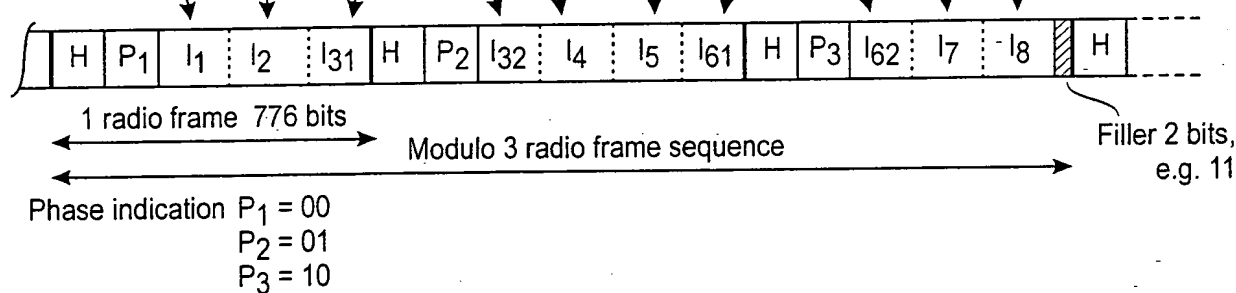 H P1 I1 I2 I31 H P2 I32 I4 I5 I61 H P3 I62 I7 I8 H
1 radio frame 776 bits
Modulo 3 radio frame sequence
Filler 2 bits,
e.g. 11
Phase indication P1 = 00
P2 = 01
P3 = 10